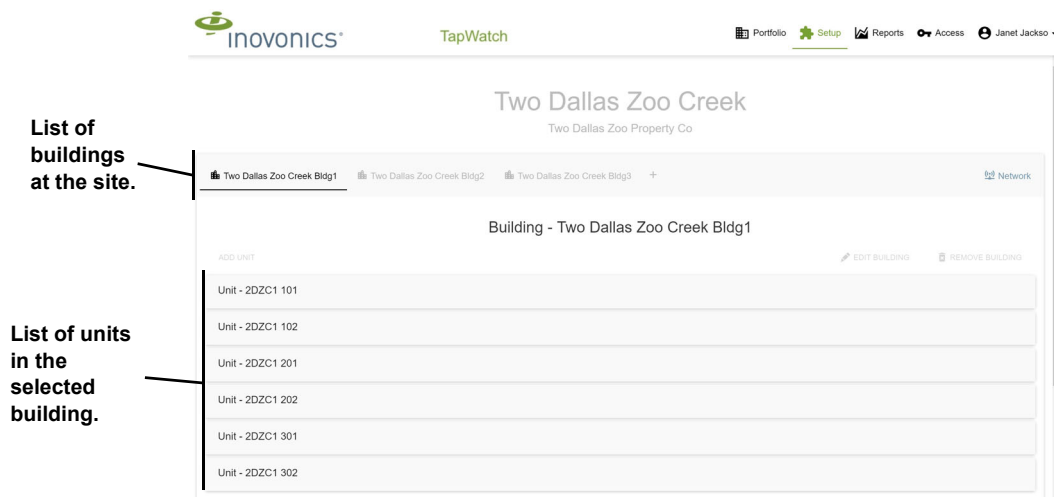 inovonics®
TapWatch
Portfolio Setup Reports Access Janet Jackso
Two Dallas Zoo Creek
Two Dallas Zoo Property Co
List of
buildings
at the site.
Two Dallas Zoo Creek Bldg1 Two Dallas Zoo Creek Bldg2 Two Dallas Zoo Creek Bldg3 + Network
Building - Two Dallas Zoo Creek Bldg1
ADD UNIT EDIT BUILDING REMOVE BUILDING
List of units
in the
selected
building.
Unit - 2DZC1 101
Unit - 2DZC1 102
Unit - 2DZC1 201
Unit - 2DZC1 202
Unit - 2DZC1 301
Unit - 2DZC1 302